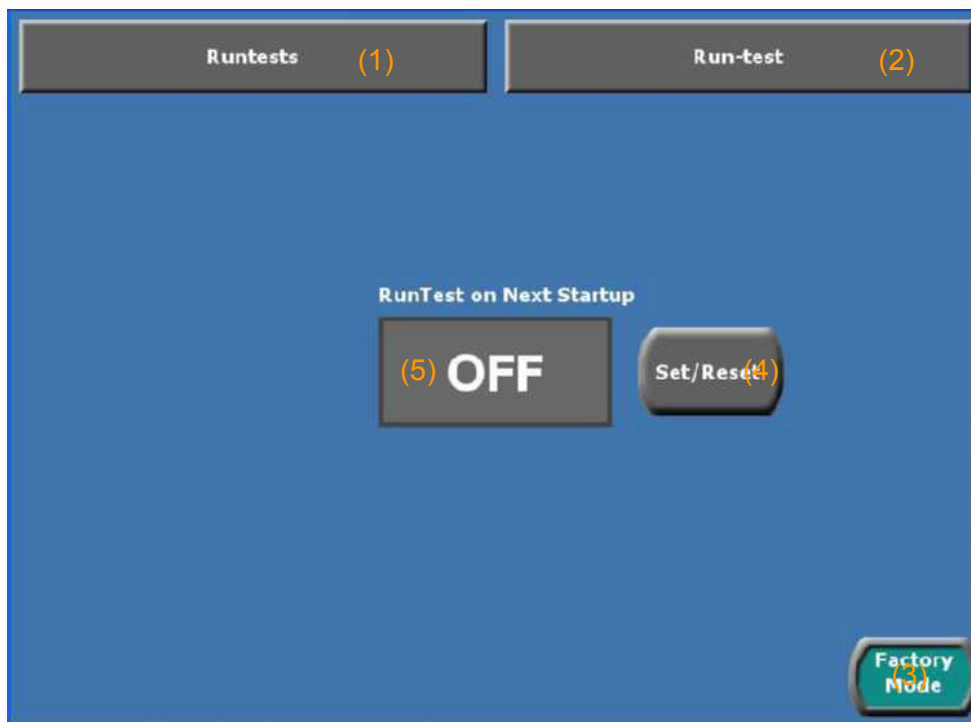 Runtests (1)
Run-test (2)
RunTest on Next Startup
(5) OFF
Set/Reset (4)
Factory
Mode
(3)